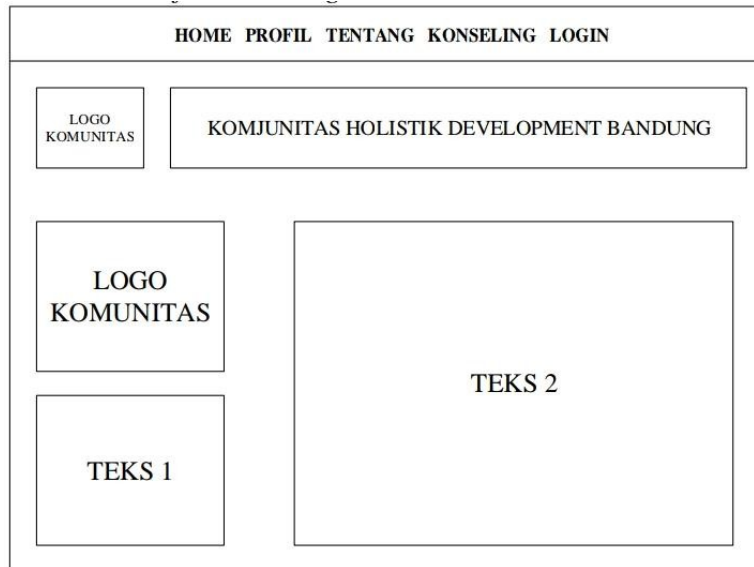 HOME PROFIL TENTANG KONSELING LOGIN
LOGO
KOMUNITAS
KOMJUNITAS HOLISTIK DEVELOPMENT BANDUNG
LOGO
KOMUNITAS
TEKS 2
TEKS 1